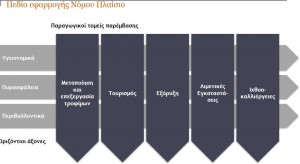 Πεδίο εφαρμογής Νόμου Πλαίσιο
Παραγωγικοί τομείς παρέμβασης
Υγειονομικά
Πυρασφάλεια
Περιβαλλοντικά
Οριζόντιοι άξονες
Μεταποίηση
και
επεξεργασία
τροφίμων
Τουρισμός
Εξόρυξη
Λιμενικές
Εγκαταστά-
σεις
Ιχθυο-
καλλιέργειες